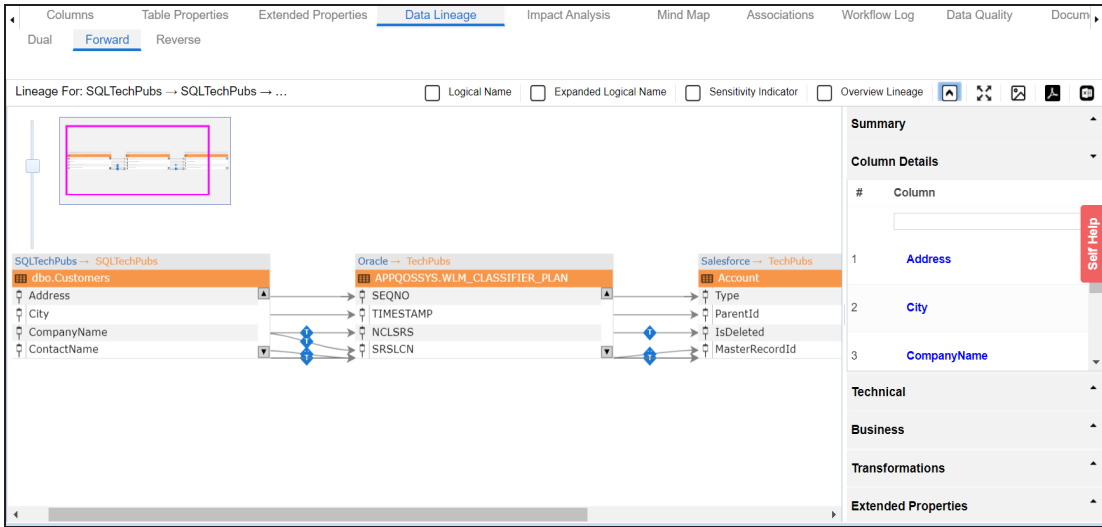 Columns Table Properties Extended Properties Data Lineage Impact Analysis Mind Map Associations Workflow Log Data Quality Docum
Dual Forward Reverse
Lineage For: SQLTechPubs → SQLTechPubs → ... Logical Name Expanded Logical Name Sensitivity Indicator Overview Lineage
Summary
Column Details
# Column
SQLTechPubs → SQLTechPubs
dbo.Customers
Address
City
CompanyName
ContactName
Oracle → TechPubs
APPQOSSYS.WLM_CLASSIFIER_PLAN
SEQNO
TIMESTAMP
NCLSRS
SRSLCN
Salesforce → TechPubs
Account
Type
ParentId
IsDeleted
MasterRecordId
T
T
T
T
T
1 Address
2 City
3 CompanyName
Self Help
Technical
Business
Transformations
Extended Properties